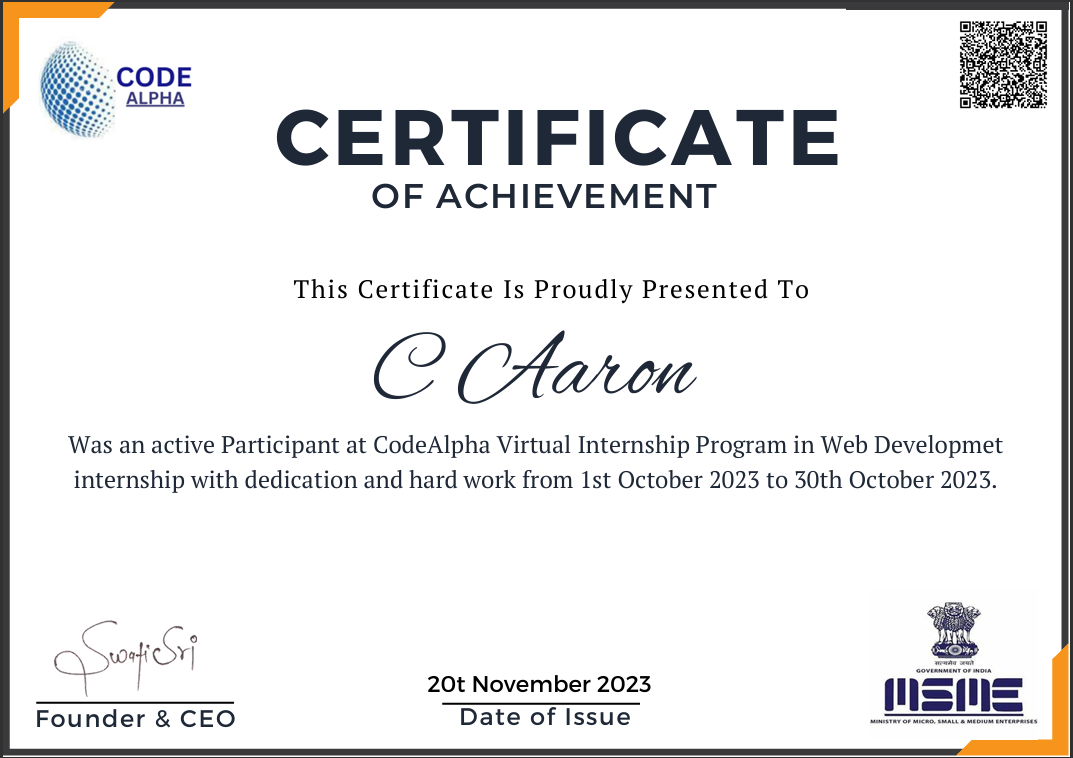 CODE
ALPHA
CERTIFICATE
OF ACHIEVEMENT
This Certificate Is Proudly Presented To
C Aaron
Was an active Participant at CodeAlpha Virtual Internship Program in Web Developmet
internship with dedication and hard work from 1st October 2023 to 30th October 2023.
SwatiSri
Founder & CEO
20t November 2023
Date of Issue
सत्यमेव जयते
GOVERNMENT OF INDIA
MSME
MINISTRY OF MICRO, SMALL & MEDIUM ENTERPRISES